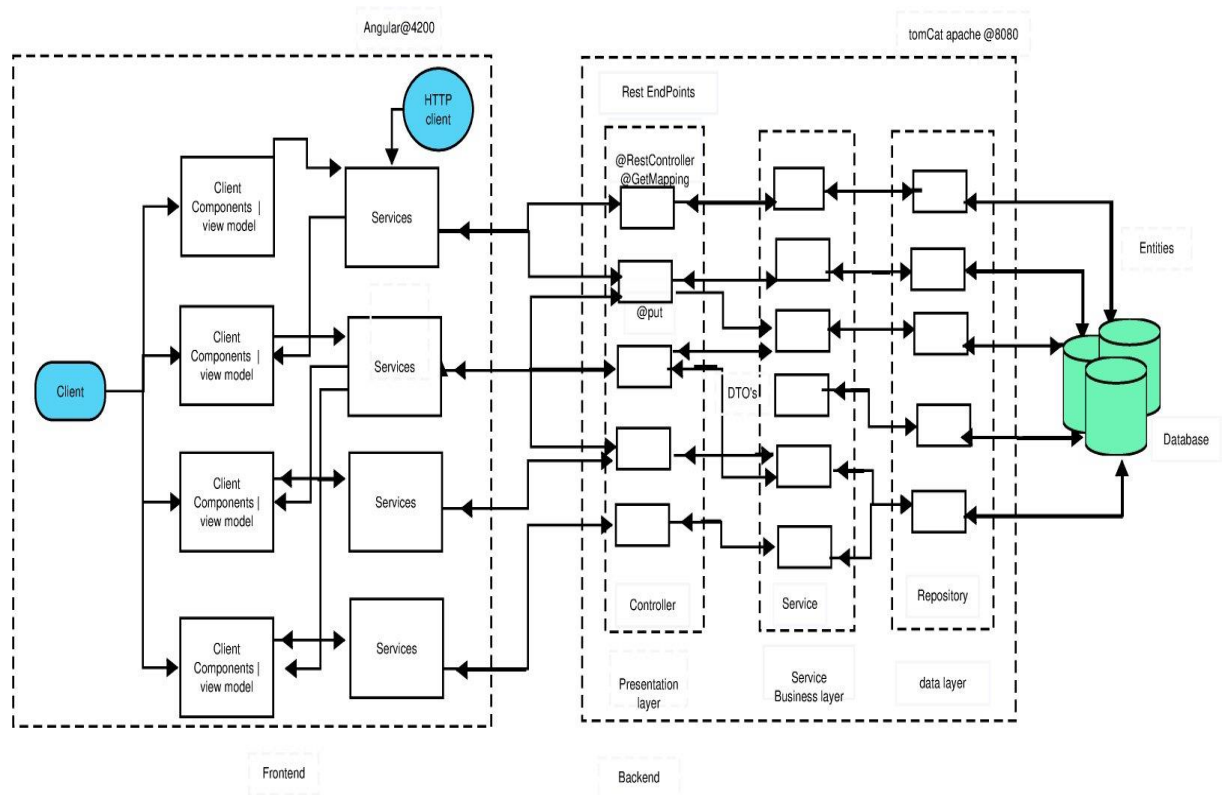 Angular@4200
tomCat apache @8080
HTTP
client
Rest EndPoints
@RestController
@GetMapping
Client
Components |
view model
Services
Entities
@put
Client
Components |
view model
Services
Client
DTO's
Database
Client
Components |
view model
Services
Controller
Service
Repository
Client
Components |
view model
Services
Presentation
layer
Service
Business layer
data layer
Frontend
Backend